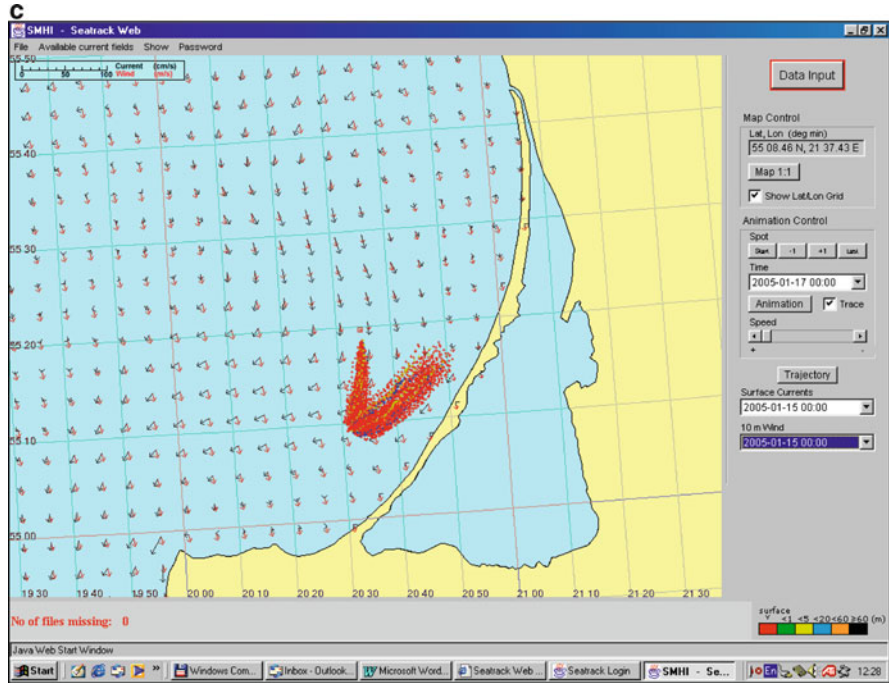 c
SMHI - Seatrack Web
File Available current fields Show Password
Current (cm/s)
0 50 100 Wind (m/s)
55 50
55 40
55 30
55 20
55 10
55 00
19 30 19 40 19 50 20 00 20 10 20 20 20 30 20 40 20 50 21 00 21 10 21 20 21 30
Data Input
Map Control
Lat, Lon (deg min)
55 08.46 N, 21 37.43 E
Map 1:1
Show Lat/Lon Grid
Animation Control
Spot
Start -1 +1 Last
Time
2005-01-17 00:00
Animation Trace
Speed
+ -
Trajectory
Surface Currents
2005-01-15 00:00
10 m Wind
2005-01-15 00:00
No of files missing: 0
surface
<1 <5 <20 <60 ≥60 (m)
Java Web Start Window
Start » Windows Com... Inbox - Outlook... Microsoft Word... Seatrack Web ... Seatrack Login SMHI - Se... En 12:28